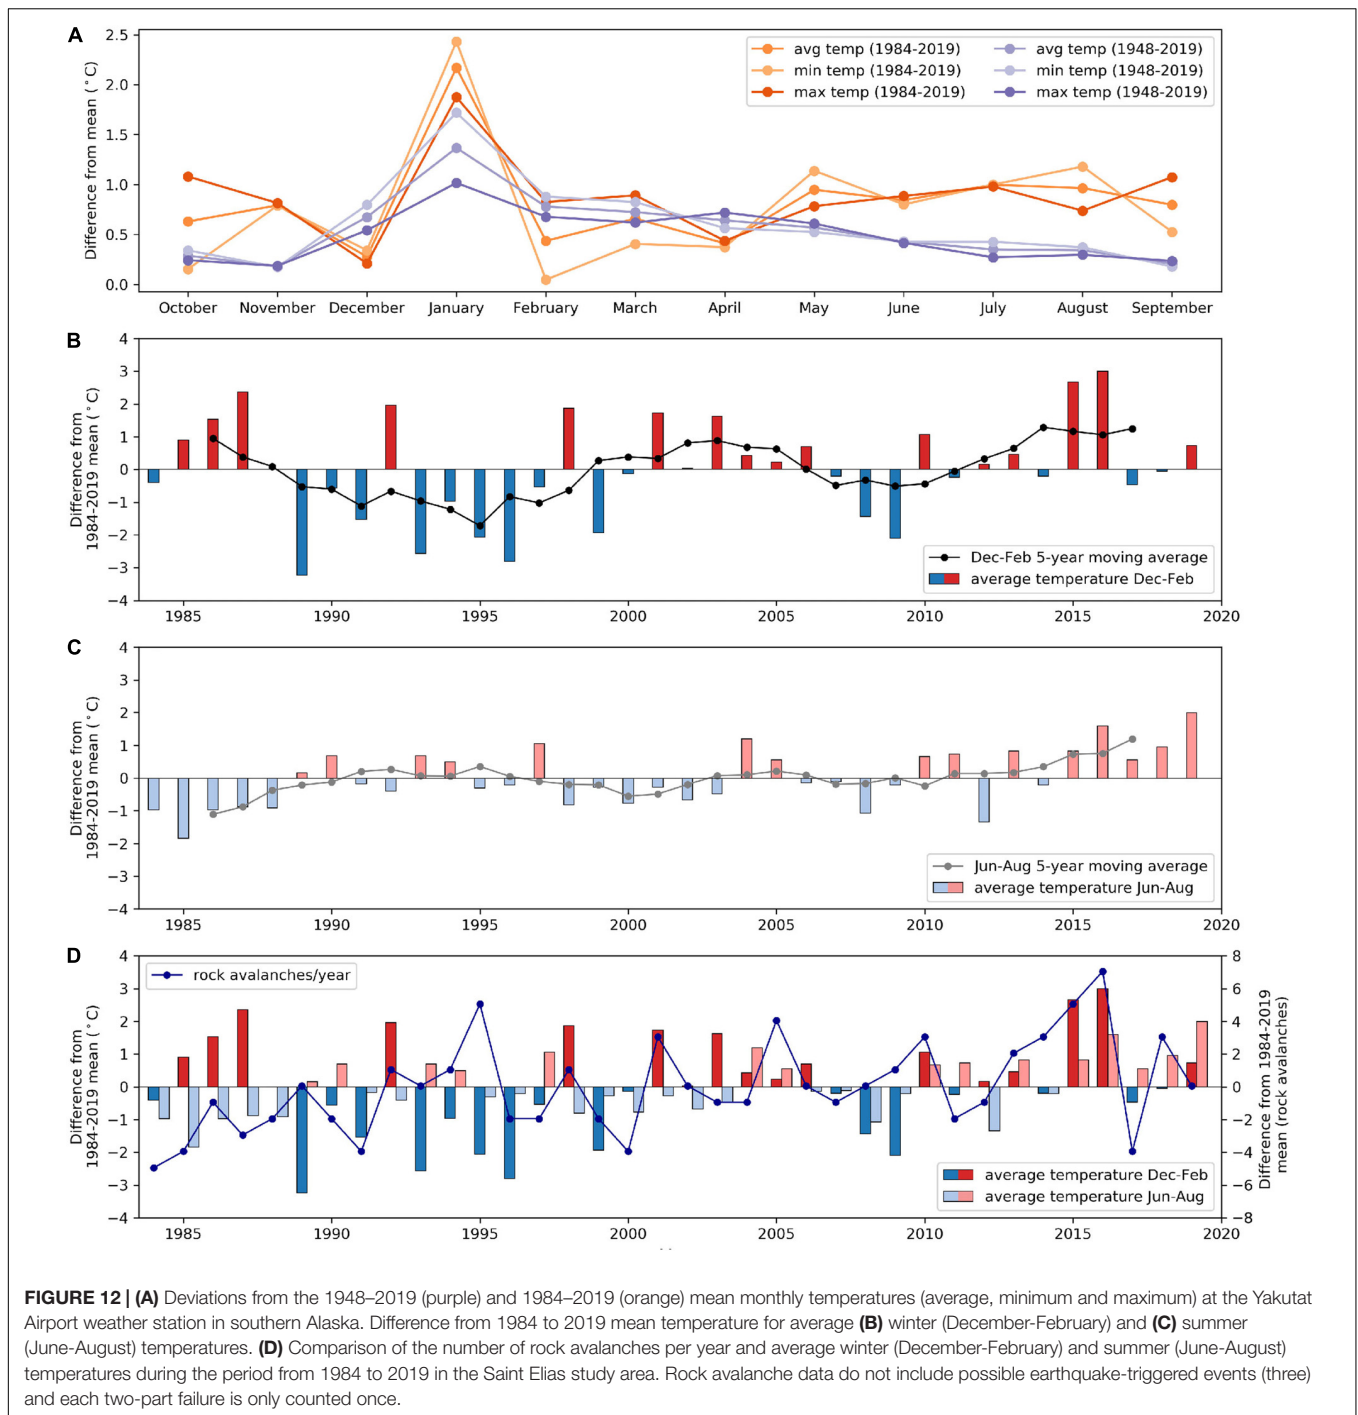 A
2.5
2.0
1.5
1.0
0.5
0.0
Difference from mean (°C)
avg temp (1984-2019)
min temp (1984-2019)
max temp (1984-2019)
avg temp (1948-2019)
min temp (1948-2019)
max temp (1948-2019)
October November December January February March April May June July August September
B
4
3
2
1
0
−1
−2
−3
−4
Difference from
1984-2019 mean (°C)
Dec-Feb 5-year moving average
average temperature Dec-Feb
1985 1990 1995 2000 2005 2010 2015 2020
C
4
3
2
1
0
−1
−2
−3
−4
Difference from
1984-2019 mean (°C)
Jun-Aug 5-year moving average
average temperature Jun-Aug
1985 1990 1995 2000 2005 2010 2015 2020
D
4
3
2
1
0
−1
−2
−3
−4
Difference from
1984-2019 mean (°C)
rock avalanches/year
average temperature Dec-Feb
average temperature Jun-Aug
8
6
4
2
0
−2
−4
−6
−8
Difference from 1984-2019
mean (rock avalanches)
1985 1990 1995 2000 2005 2010 2015 2020
FIGURE 12 | (A) Deviations from the 1948–2019 (purple) and 1984–2019 (orange) mean monthly temperatures (average, minimum and maximum) at the Yakutat
Airport weather station in southern Alaska. Difference from 1984 to 2019 mean temperature for average (B) winter (December-February) and (C) summer
(June-August) temperatures. (D) Comparison of the number of rock avalanches per year and average winter (December-February) and summer (June-August)
temperatures during the period from 1984 to 2019 in the Saint Elias study area. Rock avalanche data do not include possible earthquake-triggered events (three)
and each two-part failure is only counted once.